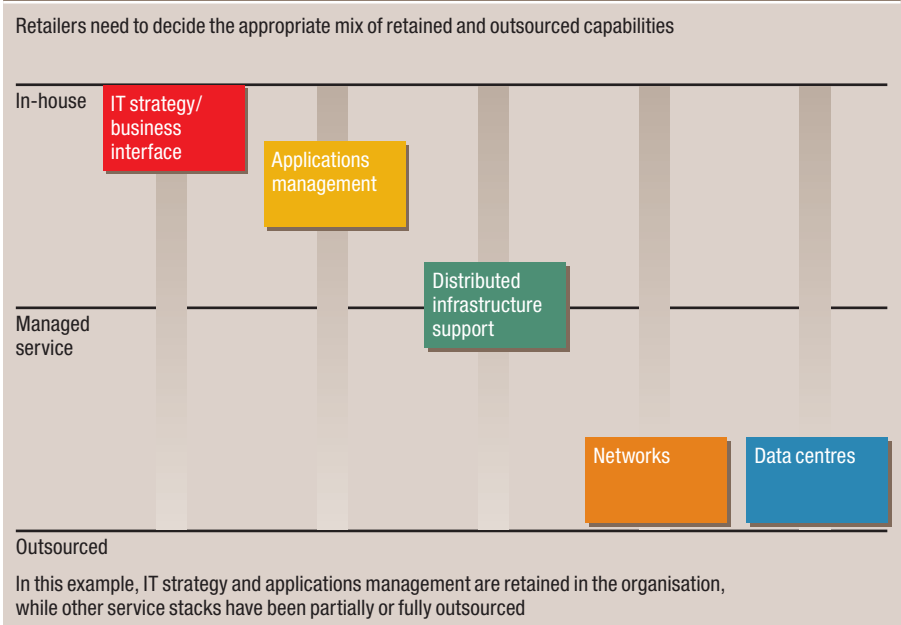 Retailers need to decide the appropriate mix of retained and outsourced capabilities
In-house
IT strategy/
business
interface
Applications
management
Distributed
infrastructure
support
Managed
service
Networks
Data centres
Outsourced
In this example, IT strategy and applications management are retained in the organisation,
while other service stacks have been partially or fully outsourced